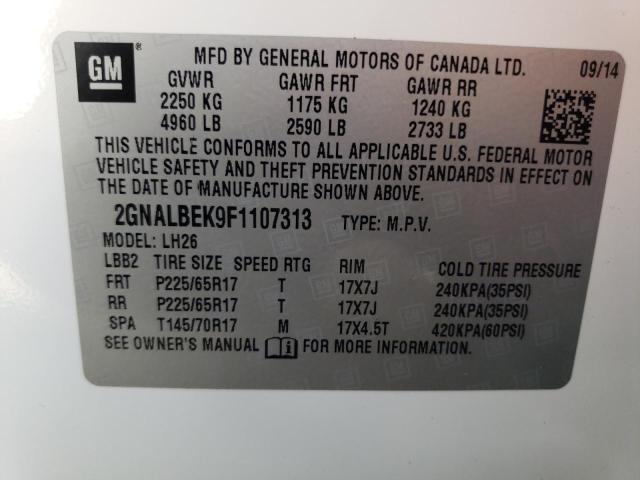 GM
MFD BY GENERAL MOTORS OF CANADA LTD. 09/14
GVWR GAWR FRT GAWR RR
2250 KG 1175 KG 1240 KG
4960 LB 2590 LB 2733 LB
THIS VEHICLE CONFORMS TO ALL APPLICABLE U.S. FEDERAL MOTOR
VEHICLE SAFETY AND THEFT PREVENTION STANDARDS IN EFFECT ON
THE DATE OF MANUFACTURE SHOWN ABOVE.
2GNALBEK9F1107313 TYPE: M.P.V.
MODEL: LH26
LBB2 TIRE SIZE SPEED RTG RIM COLD TIRE PRESSURE
FRT P225/65R17 T 17X7J 240KPA(35PSI)
RR P225/65R17 T 17X7J 240KPA(35PSI)
SPA T145/70R17 M 17X4.5T 420KPA(60PSI)
SEE OWNER'S MANUAL FOR MORE INFORMATION.